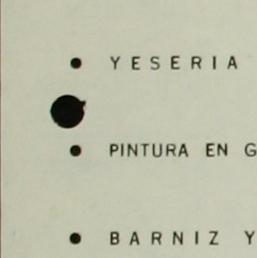 • YESERIA
• PINTURA EN G
• BARNIZ Y